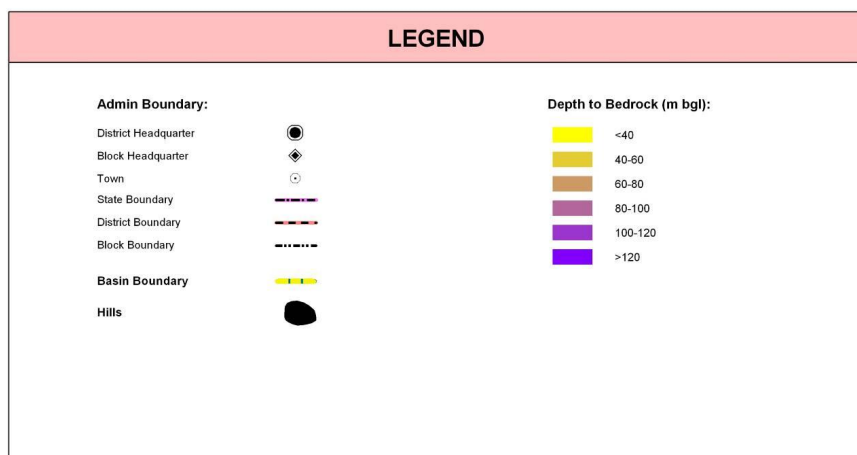 LEGEND
Admin Boundary:
District Headquarter
Block Headquarter
Town
State Boundary
District Boundary
Block Boundary
Basin Boundary
Hills
Depth to Bedrock (m bgl):
<40
40-60
60-80
80-100
100-120
>120